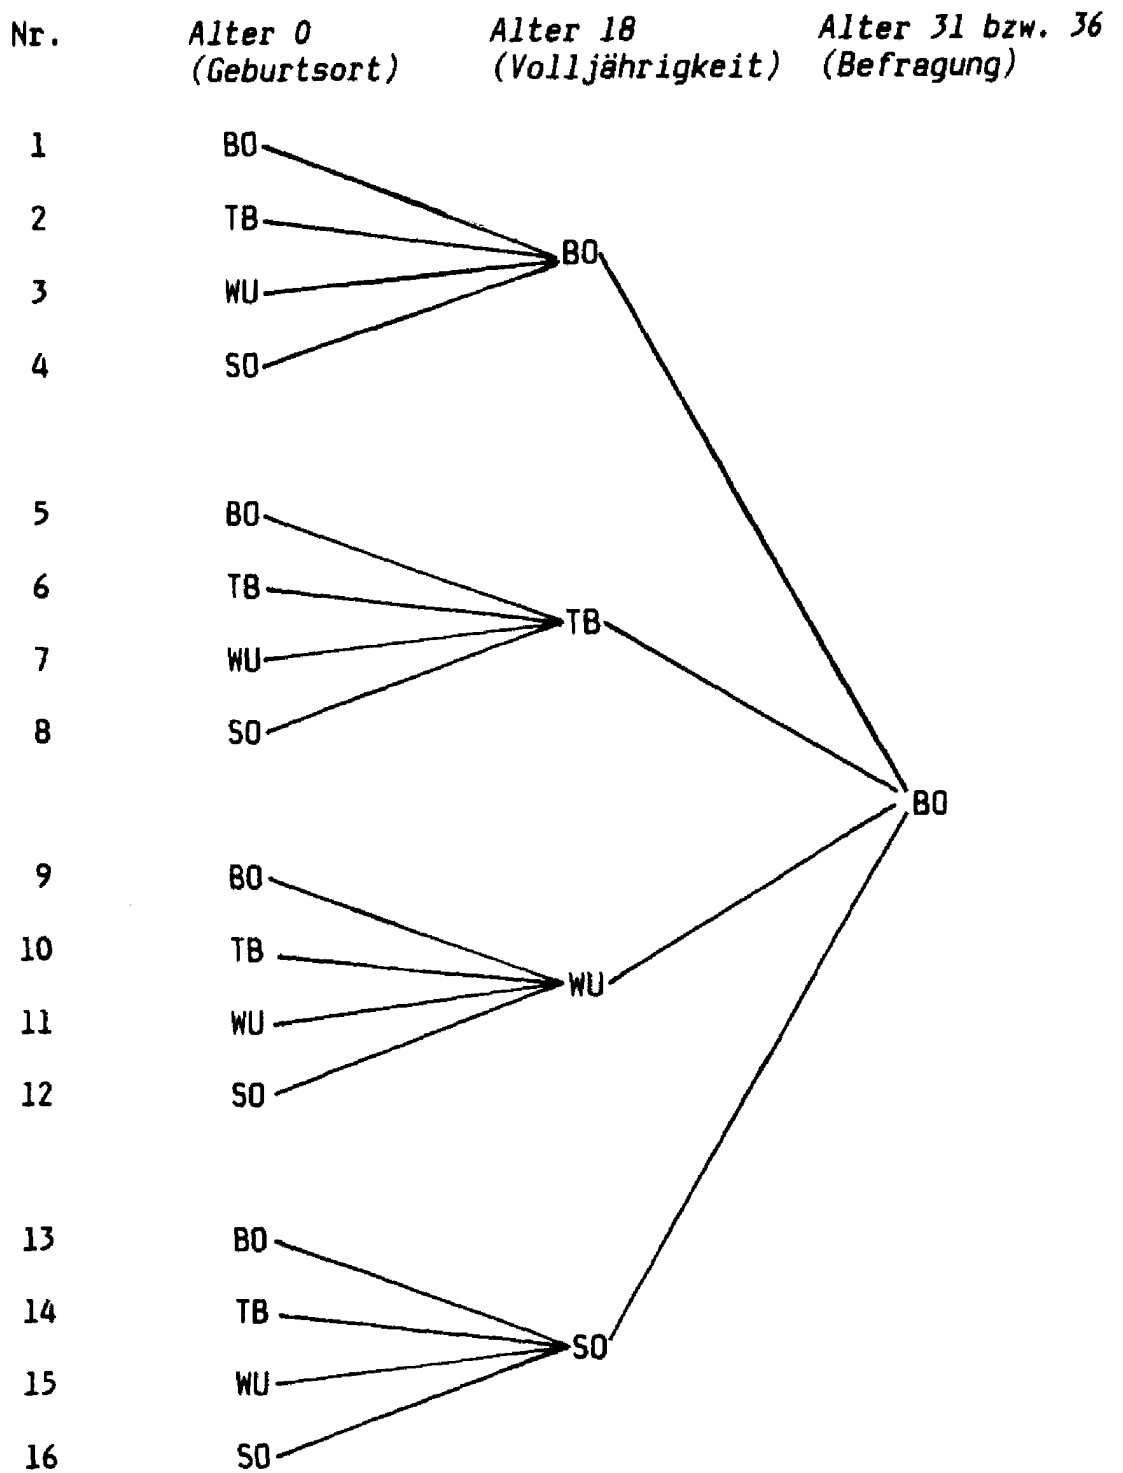 Nr. Alter 0 Alter 18 Alter 31 bzw. 36
(Geburtsort) (Volljährigkeit) (Befragung)
1 BO
2 TB
BO
3 WU
4 SO
5 BO
6 TB
TB
7 WU
8 SO
BO
9 BO
10 TB
WU
11 WU
12 SO
13 BO
14 TB
SO
15 WU
16 SO